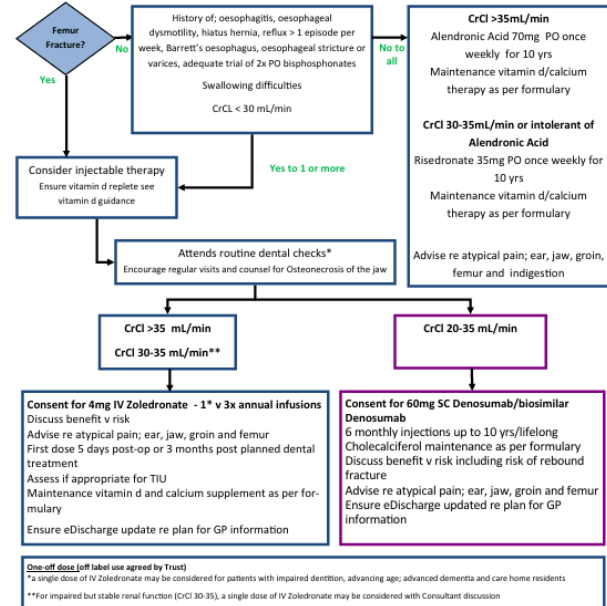 Femur
Fracture?
No
Yes
History of; oesophagitis, oesophageal
dysmotility, hiatus hernia, reflux > 1 episode per
week, Barrett's oesophagus, oesophageal stricture or
varices, adequate trial of 2x PO bisphosphonates
Swallowing difficulties
CrCL < 30 mL/min
No to
all
Yes to 1 or more
CrCl >35mL/min
Alendronic Acid 70mg PO once
weekly for 10 yrs
Maintenance vitamin d/calcium
therapy as per formulary
CrCl 30-35mL/min or intolerant of
Alendronic Acid
Risedronate 35mg PO once weekly for
10 yrs
Maintenance vitamin d/calcium
therapy as per formulary
Advise re atypical pain; ear, jaw, groin,
femur and indigestion
Consider injectable therapy
Ensure vitamin d replete see
vitamin d guidance
Attends routine dental checks*
Encourage regular visits and counsel for Osteonecrosis of the jaw
CrCl >35 mL/min
CrCl 30-35 mL/min**
CrCl 20-35 mL/min
Consent for 4mg IV Zoledronate - 1* v 3x annual infusions
Discuss benefit v risk
Advise re atypical pain; ear, jaw, groin and femur
First dose 5 days post-op or 3 months post planned dental
treatment
Assess if appropriate for TIU
Maintenance vitamin d and calcium supplement as per for-
mulary
Ensure eDischarge update re plan for GP information
Consent for 60mg SC Denosumab/biosimilar
Denosumab
6 monthly injections up to 10 yrs/lifelong
Cholecalciferol maintenance as per formulary
Discuss benefit v risk including risk of rebound
fracture
Advise re atypical pain; ear, jaw, groin and femur
Ensure eDischarge updated re plan for GP
information
One-off dose (off label use agreed by Trust)
*a single dose of IV Zoledronate may be considered for patients with impaired dentition, advancing age; advanced dementia and care home residents
**For impaired but stable renal function (CrCl 30-35), a single dose of IV Zoledronate may be considered with Consultant discussion